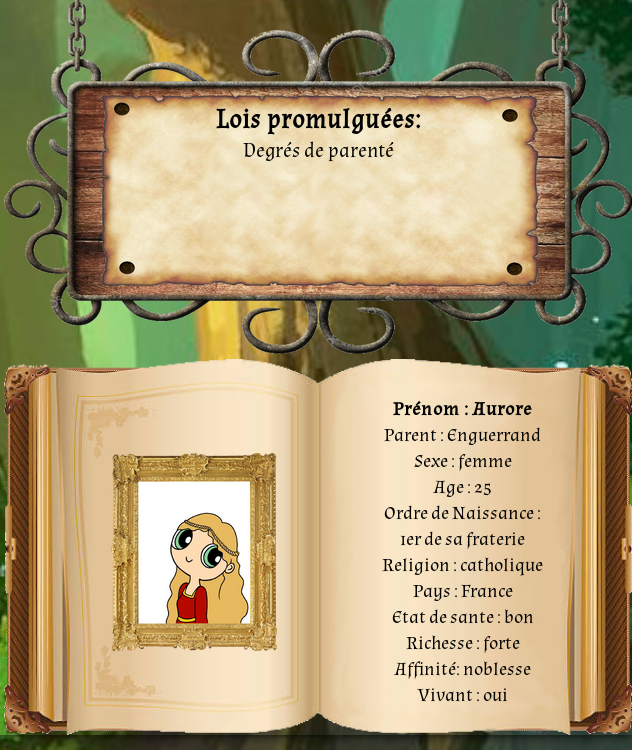 Lois promulguées:
Degrés de parenté
Prénom : Aurore
Parent : Enguerrand
Sexe : femme
Age : 25
Ordre de Naissance :
1er de sa fraterie
Religion : catholique
Pays : France
Etat de sante : bon
Richesse : forte
Affinité: noblesse
Vivant : oui